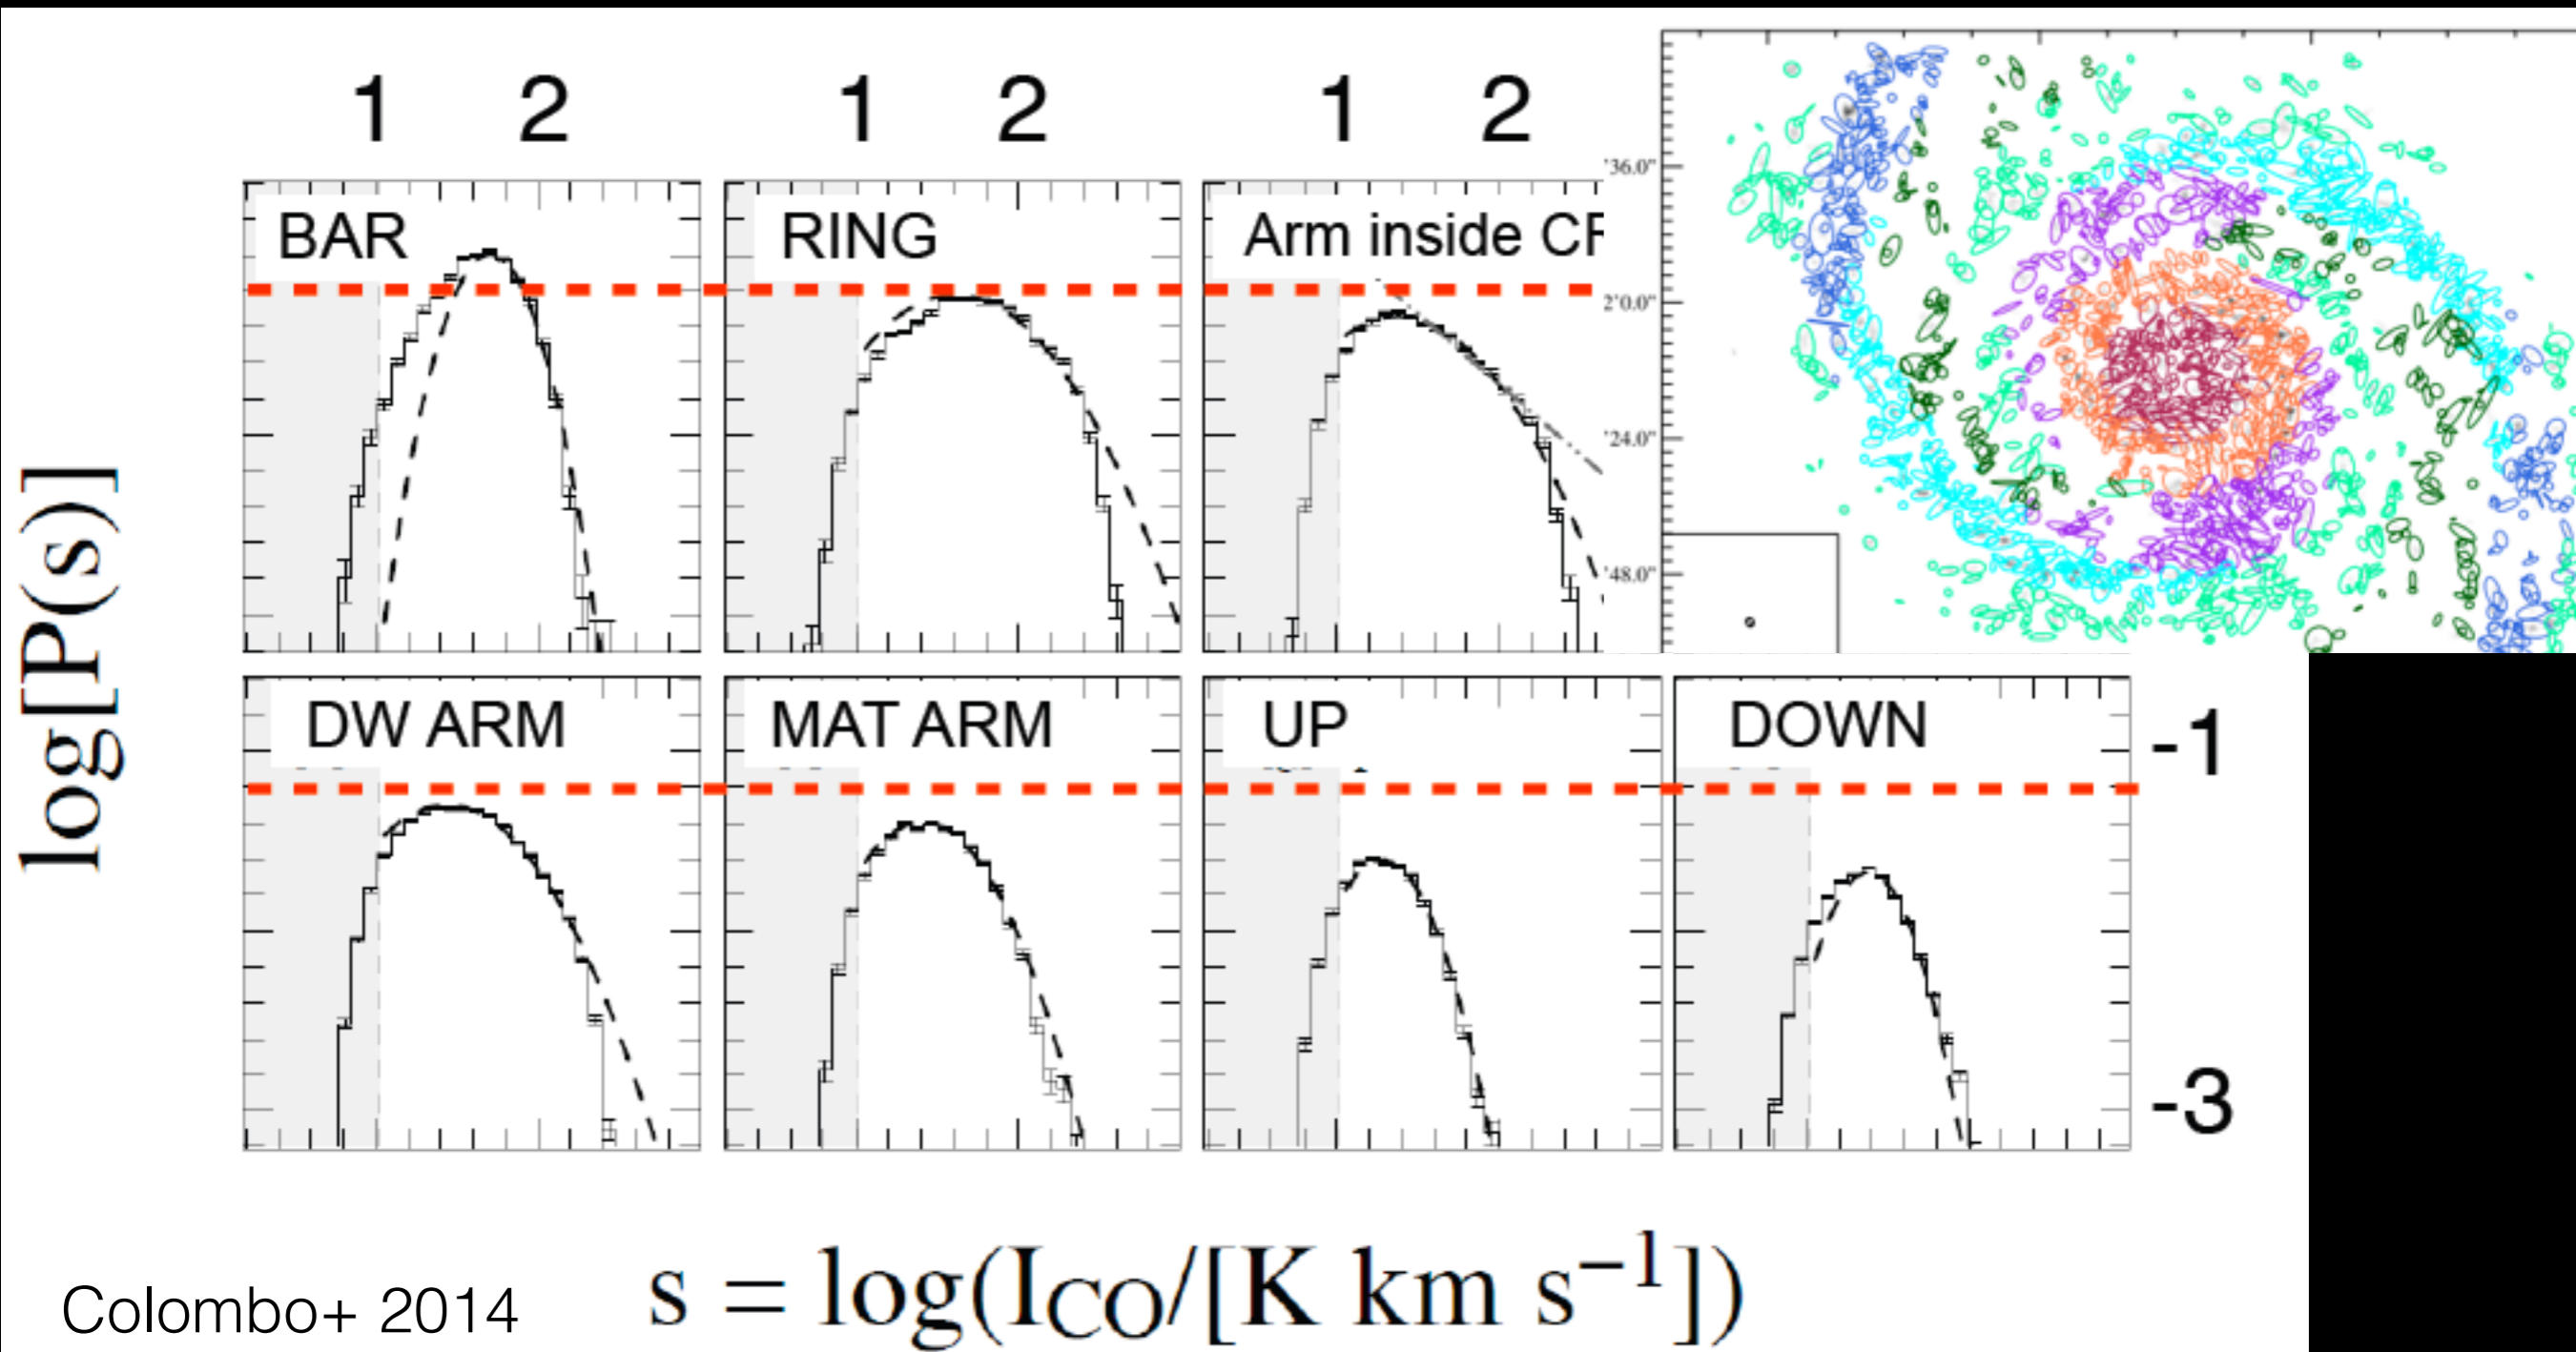 1 2 1 2 1 2
BAR RING Arm inside CR
'36.0"
2'0.0"
'24.0"
'48.0"
log[P(s)]
DW ARM MAT ARM UP DOWN
-1
-3
s = log(I_CO/[K km s⁻¹])
Colombo+ 2014